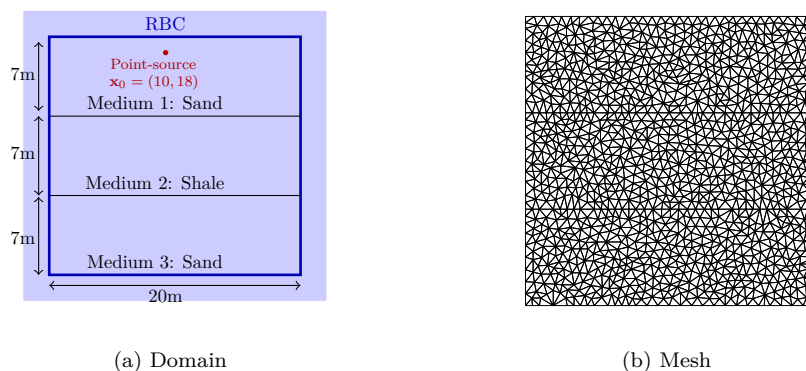 RBC
7m
Point-source
x₀ = (10, 18)
Medium 1: Sand
7m
Medium 2: Shale
7m
Medium 3: Sand
20m
(a) Domain
(b) Mesh